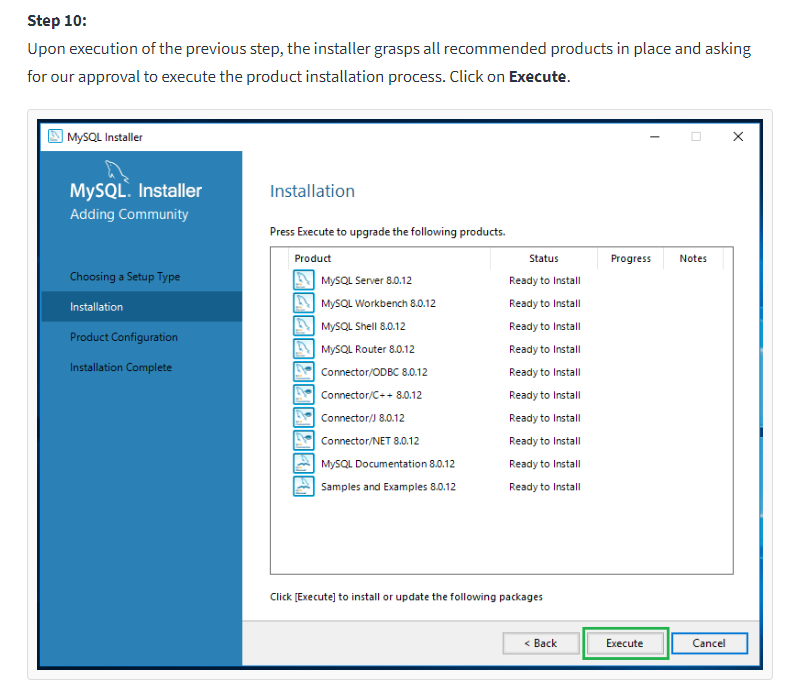 Step 10:
Upon execution of the previous step, the installer grasps all recommended products in place and asking
for our approval to execute the product installation process. Click on Execute.
MySQL Installer
MySQL. Installer
Adding Community
Choosing a Setup Type
Installation
Product Configuration
Installation Complete
Installation
Press Execute to upgrade the following products.
Product Status Progress Notes
MySQL Server 8.0.12 Ready to Install
MySQL Workbench 8.0.12 Ready to Install
MySQL Shell 8.0.12 Ready to Install
MySQL Router 8.0.12 Ready to Install
Connector/ODBC 8.0.12 Ready to Install
Connector/C++ 8.0.12 Ready to Install
Connector/J 8.0.12 Ready to Install
Connector/NET 8.0.12 Ready to Install
MySQL Documentation 8.0.12 Ready to Install
Samples and Examples 8.0.12 Ready to Install
Click [Execute] to install or update the following packages
< Back Execute Cancel